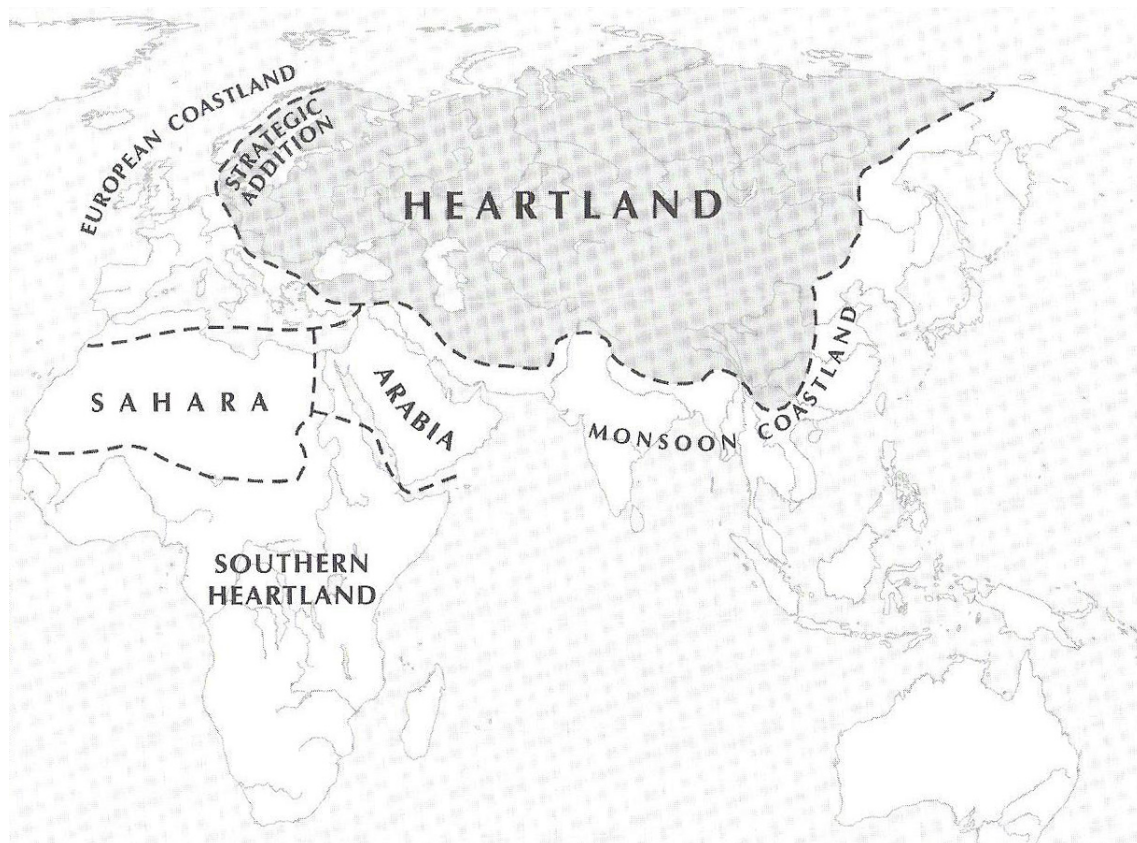 EUROPEAN COASTLAND
STRATEGIC
ADDITION
HEARTLAND
SAHARA
ARABIA
MONSOON COASTLAND
SOUTHERN
HEARTLAND